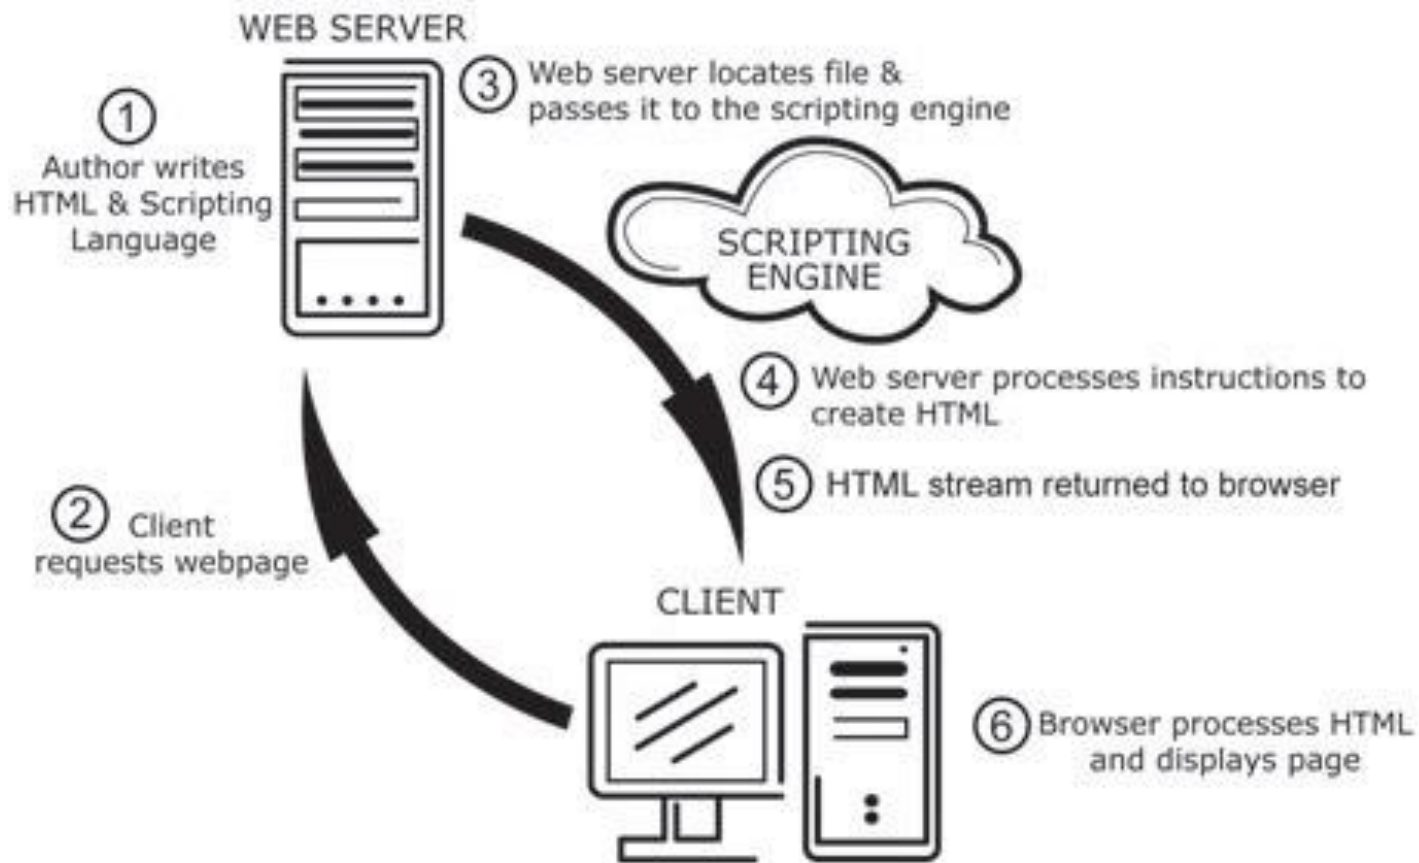 WEB SERVER
1
Author writes
HTML & Scripting
Language
3
Web server locates file &
passes it to the scripting engine
SCRIPTING
ENGINE
4
Web server processes instructions to
create HTML
5
HTML stream returned to browser
2
Client
requests webpage
CLIENT
6
Browser processes HTML
and displays page